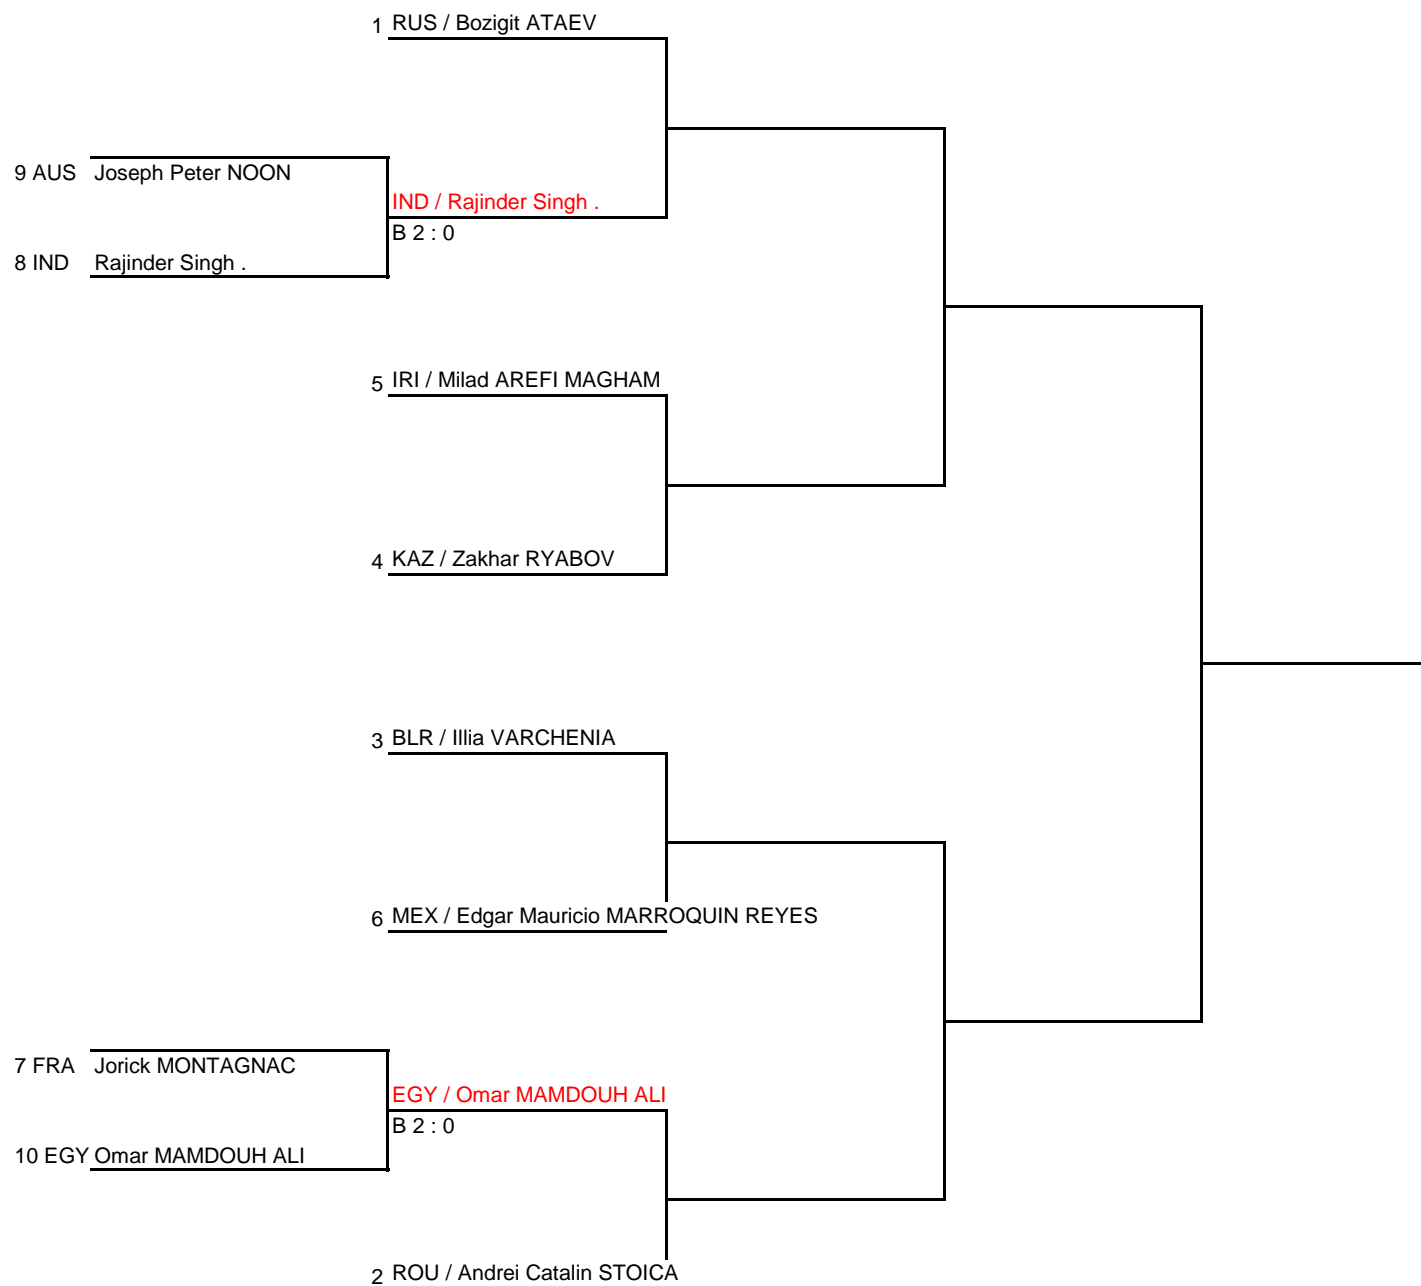 1 RUS / Bozigit ATAEV
9 AUS Joseph Peter NOON
IND / Rajinder Singh .
B 2 : 0
8 IND Rajinder Singh .
5 IRI / Milad AREFI MAGHAM
4 KAZ / Zakhar RYABOV
3 BLR / Illia VARCHENIA
6 MEX / Edgar Mauricio MARROQUIN REYES
7 FRA Jorick MONTAGNAC
EGY / Omar MAMDOUH ALI
B 2 : 0
10 EGY Omar MAMDOUH ALI
2 ROU / Andrei Catalin STOICA